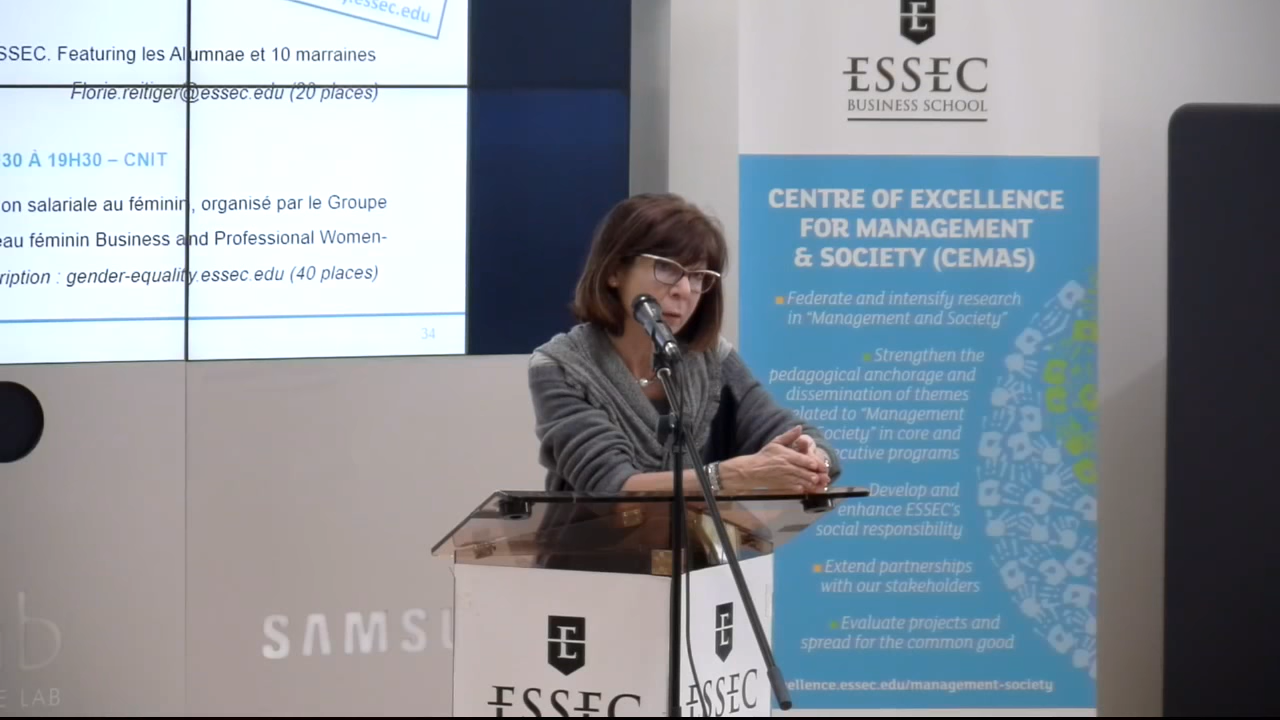 essec.edu
SSEC. Featuring les Alumnae et 10 marraines
Florie.reitiger@essec.edu (20 places)
30 À 19H30 – CNIT
on salariale au féminin, organisé par le Groupe
eau féminin Business and Professional Women-
ription : gender-equality.essec.edu (40 places)
34
SAMSU
LAB
E
ESSEC
E
ESSEC
E
ESSEC
BUSINESS SCHOOL
CENTRE OF EXCELLENCE
FOR MANAGEMENT
& SOCIETY (CEMAS)
Federate and intensify research
in “Management and Society”
Strengthen the
pedagogical anchorage and
dissemination of themes
elated to “Management
ociety” in core and
ecutive programs
Develop and
enhance ESSEC’s
social responsibility
Extend partnerships
with our stakeholders
Evaluate projects and
spread for the common good
ellence.essec.edu/management-society